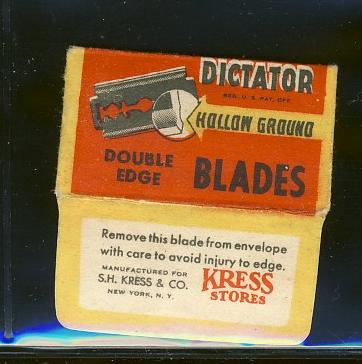 DICTATOR
REG. U. S. PAT. OFF.
HOLLOW GROUND
DOUBLE
EDGE
BLADES
Remove this blade from envelope
with care to avoid injury to edge.
MANUFACTURED FOR
S.H. KRESS & CO.
NEW YORK, N. Y.
KRESS
STORES